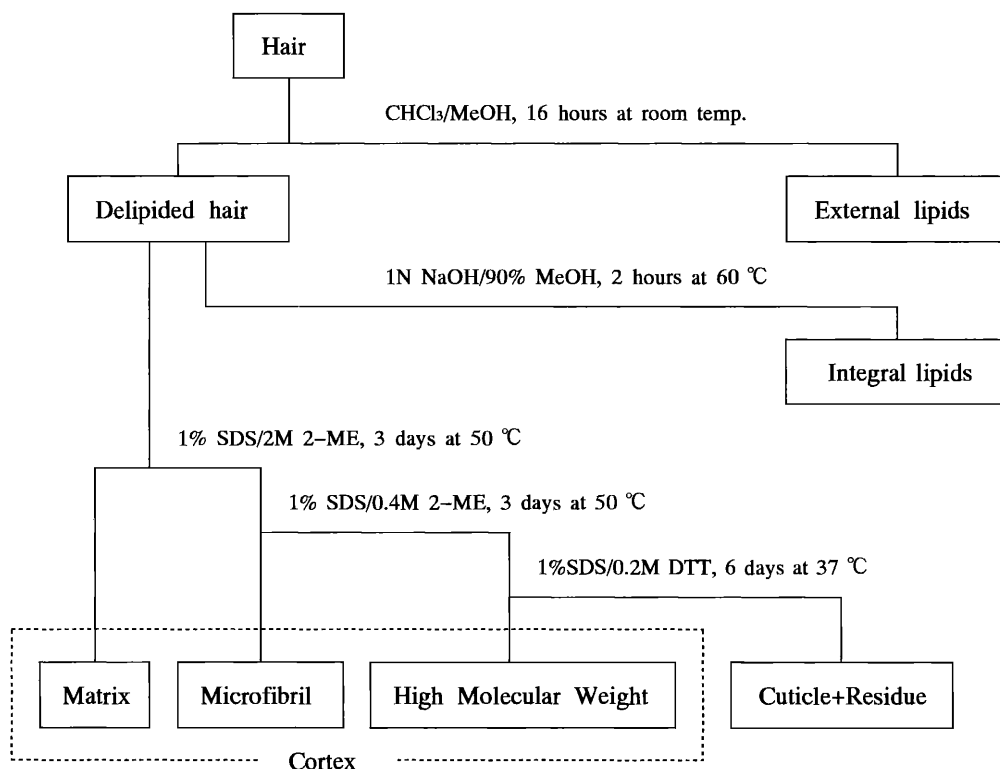 Hair
CHCl₃/MeOH, 16 hours at room temp.
Delipided hair
External lipids
1N NaOH/90% MeOH, 2 hours at 60 ℃
Integral lipids
1% SDS/2M 2-ME, 3 days at 50 ℃
1% SDS/0.4M 2-ME, 3 days at 50 ℃
1%SDS/0.2M DTT, 6 days at 37 ℃
Matrix
Microfibril
High Molecular Weight
Cuticle+Residue
Cortex